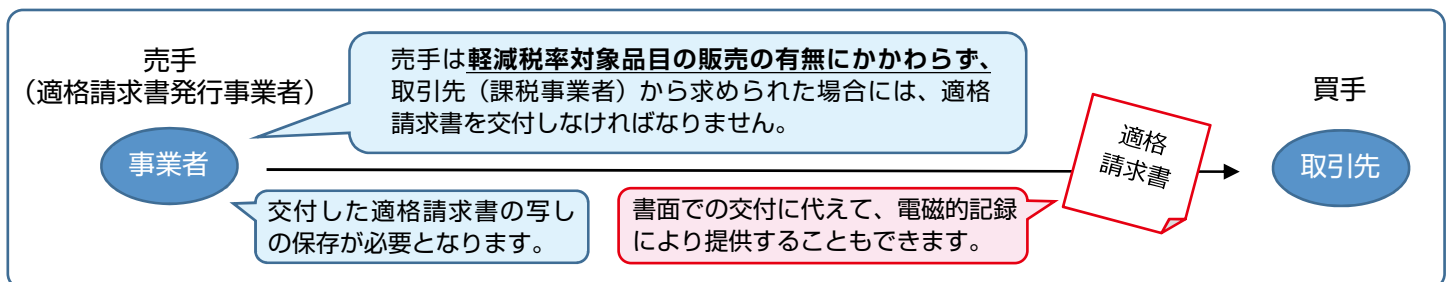 売手
（適格請求書発行事業者）
事業者
売手は軽減税率対象品目の販売の有無にかかわらず、
取引先（課税事業者）から求められた場合には、適格
請求書を交付しなければなりません。
交付した適格請求書の写し
の保存が必要となります。
書面での交付に代えて、電磁的記録
により提供することもできます。
適格
請求書
買手
取引先